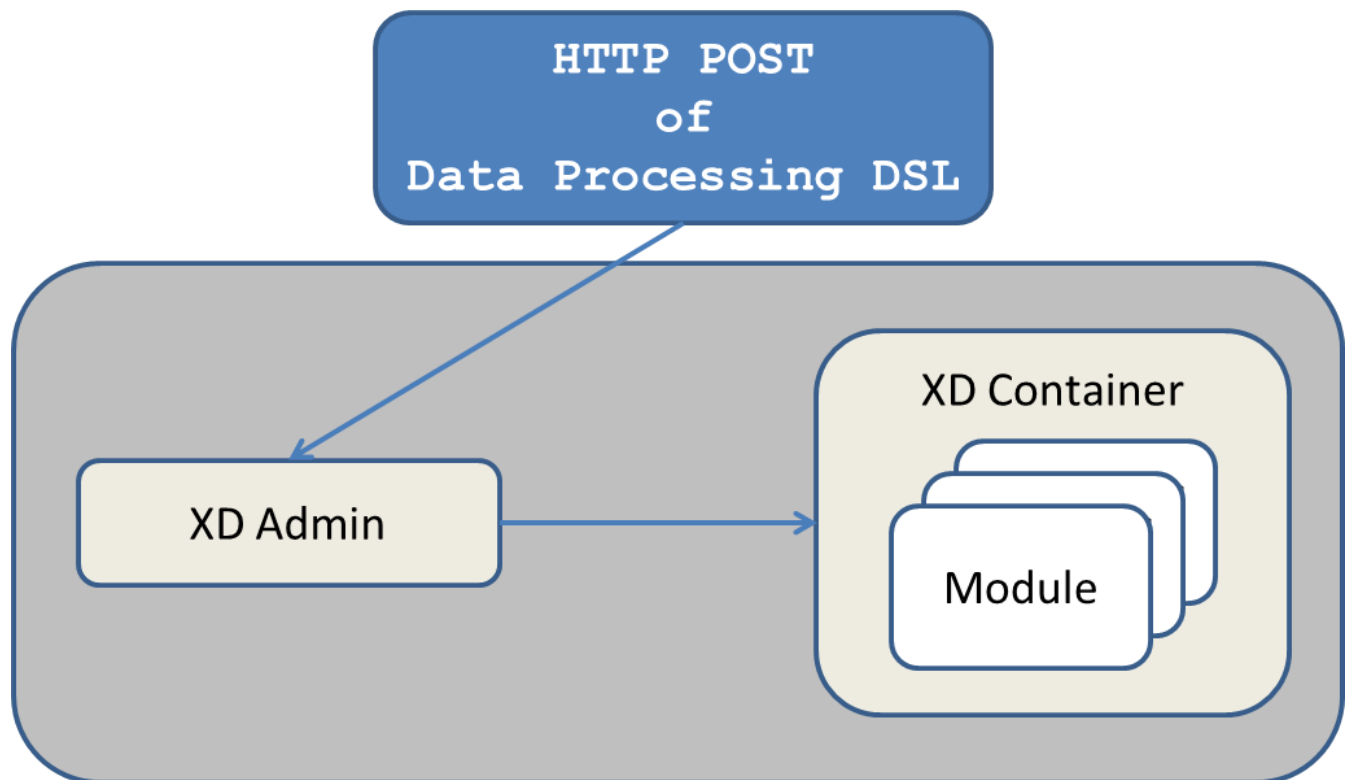 HTTP POST
of
Data Processing DSL
XD Container
XD Admin
Module